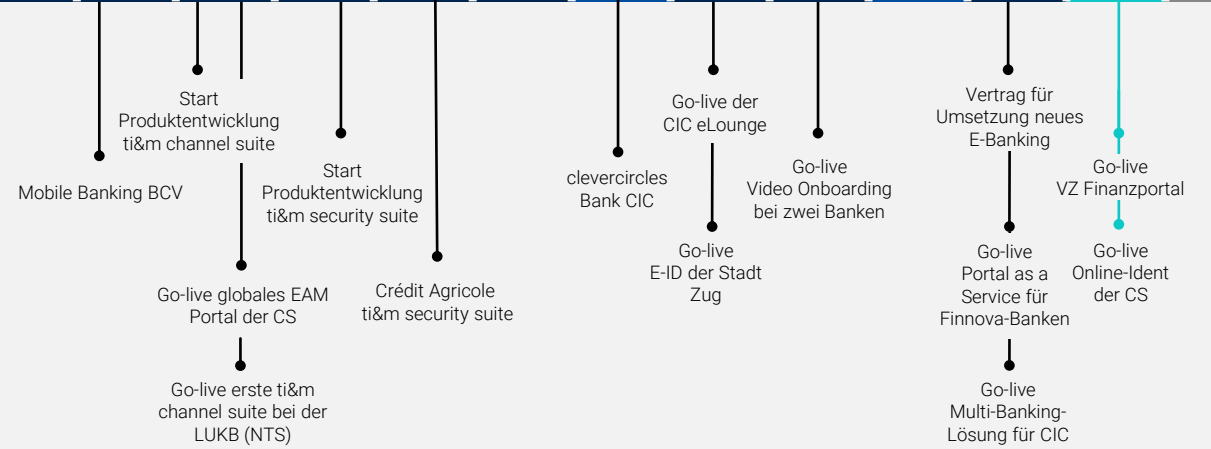 Mobile Banking BCV
Start
Produktentwicklung
ti&m channel suite
Go-live globales EAM
Portal der CS
Go-live erste ti&m
channel suite bei der
LUKB (NTS)
Start
Produktentwicklung
ti&m security suite
Crédit Agricole
ti&m security suite
clevercircles
Bank CIC
Go-live der
CIC eLounge
Go-live
E-ID der Stadt
Zug
Go-live
Video Onboarding
bei zwei Banken
Vertrag für
Umsetzung neues
E-Banking
Go-live
Portal as a
Service für
Finnova-Banken
Go-live
Multi-Banking-
Lösung für CIC
Go-live
VZ Finanzportal
Go-live
Online-Ident
der CS